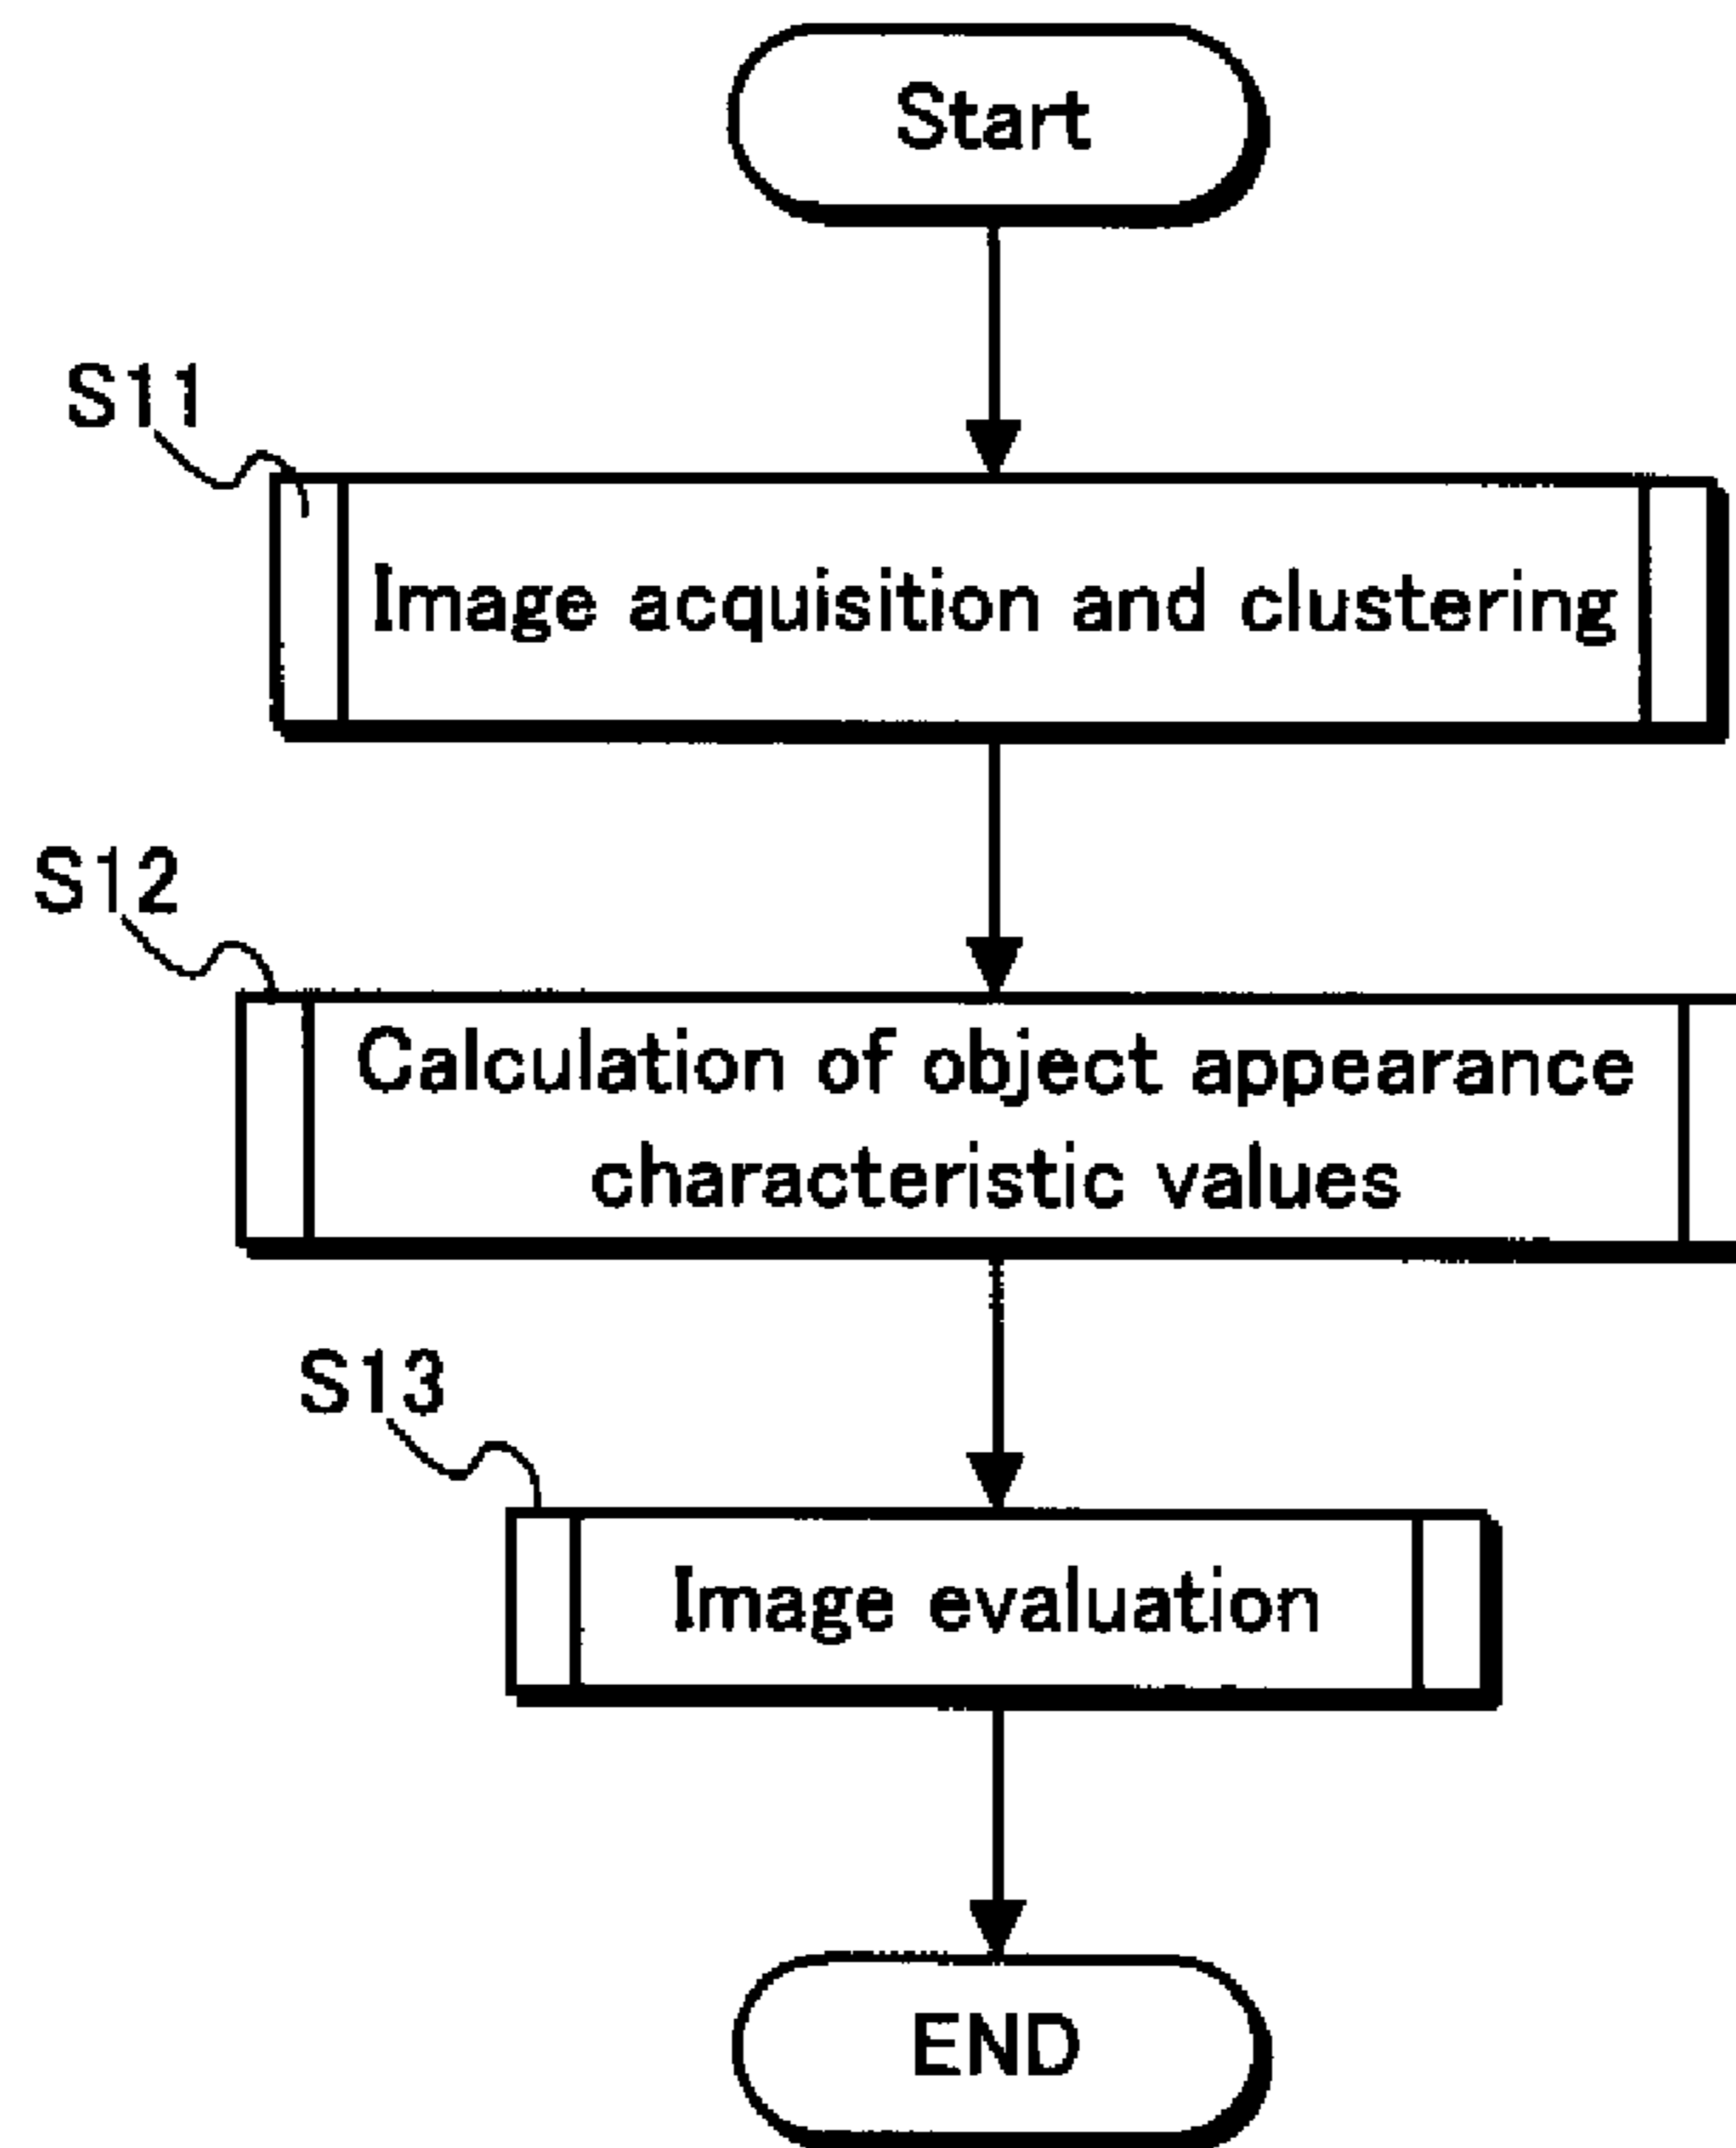 Start
S11
Image acquisition and clustering
S12
Calculation of object appearance
characteristic values
S13
Image evaluation
END